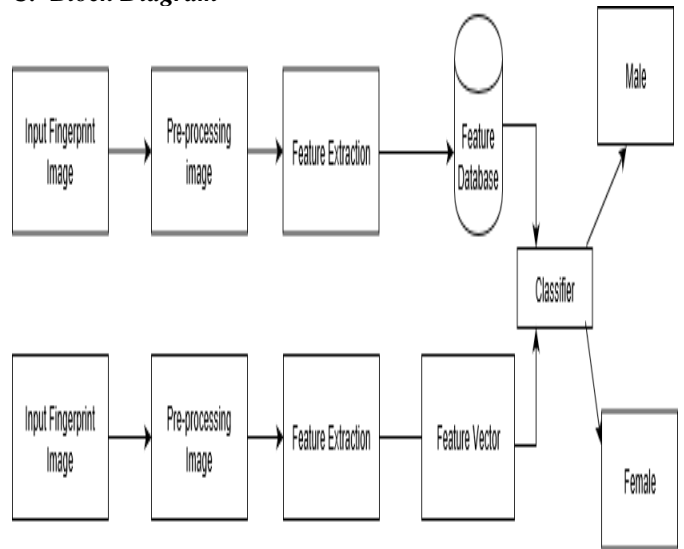 C. Block Diagram
Input Fingerprint
Image
Pre-processing
image
Feature Extraction
Feature
Database
Male
Classifier
Input Fingerprint
Image
Pre-processing
Image
Feature Extraction
Feature Vector
Female